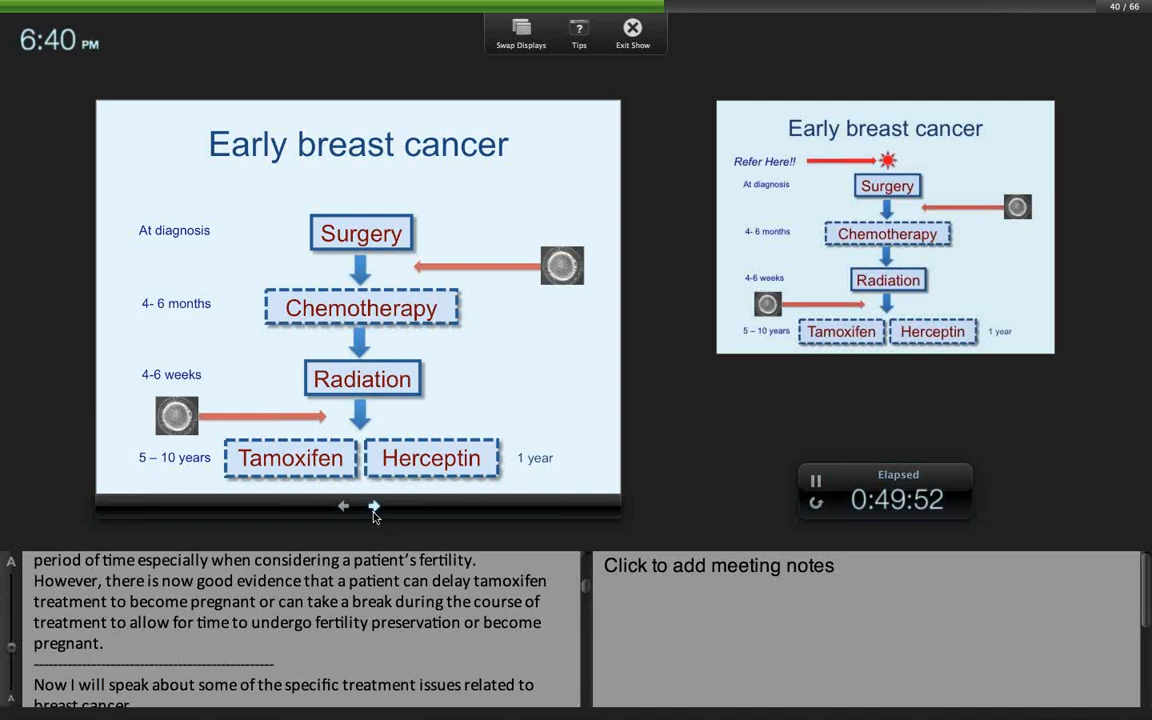 40 / 66
6:40 PM
Swap Displays
Tips
Exit Show
Early breast cancer
At diagnosis
Surgery
4- 6 months
Chemotherapy
4-6 weeks
Radiation
5 – 10 years
Tamoxifen
Herceptin
1 year
Early breast cancer
Refer Here!!
At diagnosis
Surgery
4- 6 months
Chemotherapy
4-6 weeks
Radiation
5 – 10 years
Tamoxifen
Herceptin
1 year
Elapsed
0:49:52
A
A
period of time especially when considering a patient's fertility.
However, there is now good evidence that a patient can delay tamoxifen
treatment to become pregnant or can take a break during the course of
treatment to allow for time to undergo fertility preservation or become
pregnant.
----------------------------------------------------
Now I will speak about some of the specific treatment issues related to
breast cancer
Click to add meeting notes